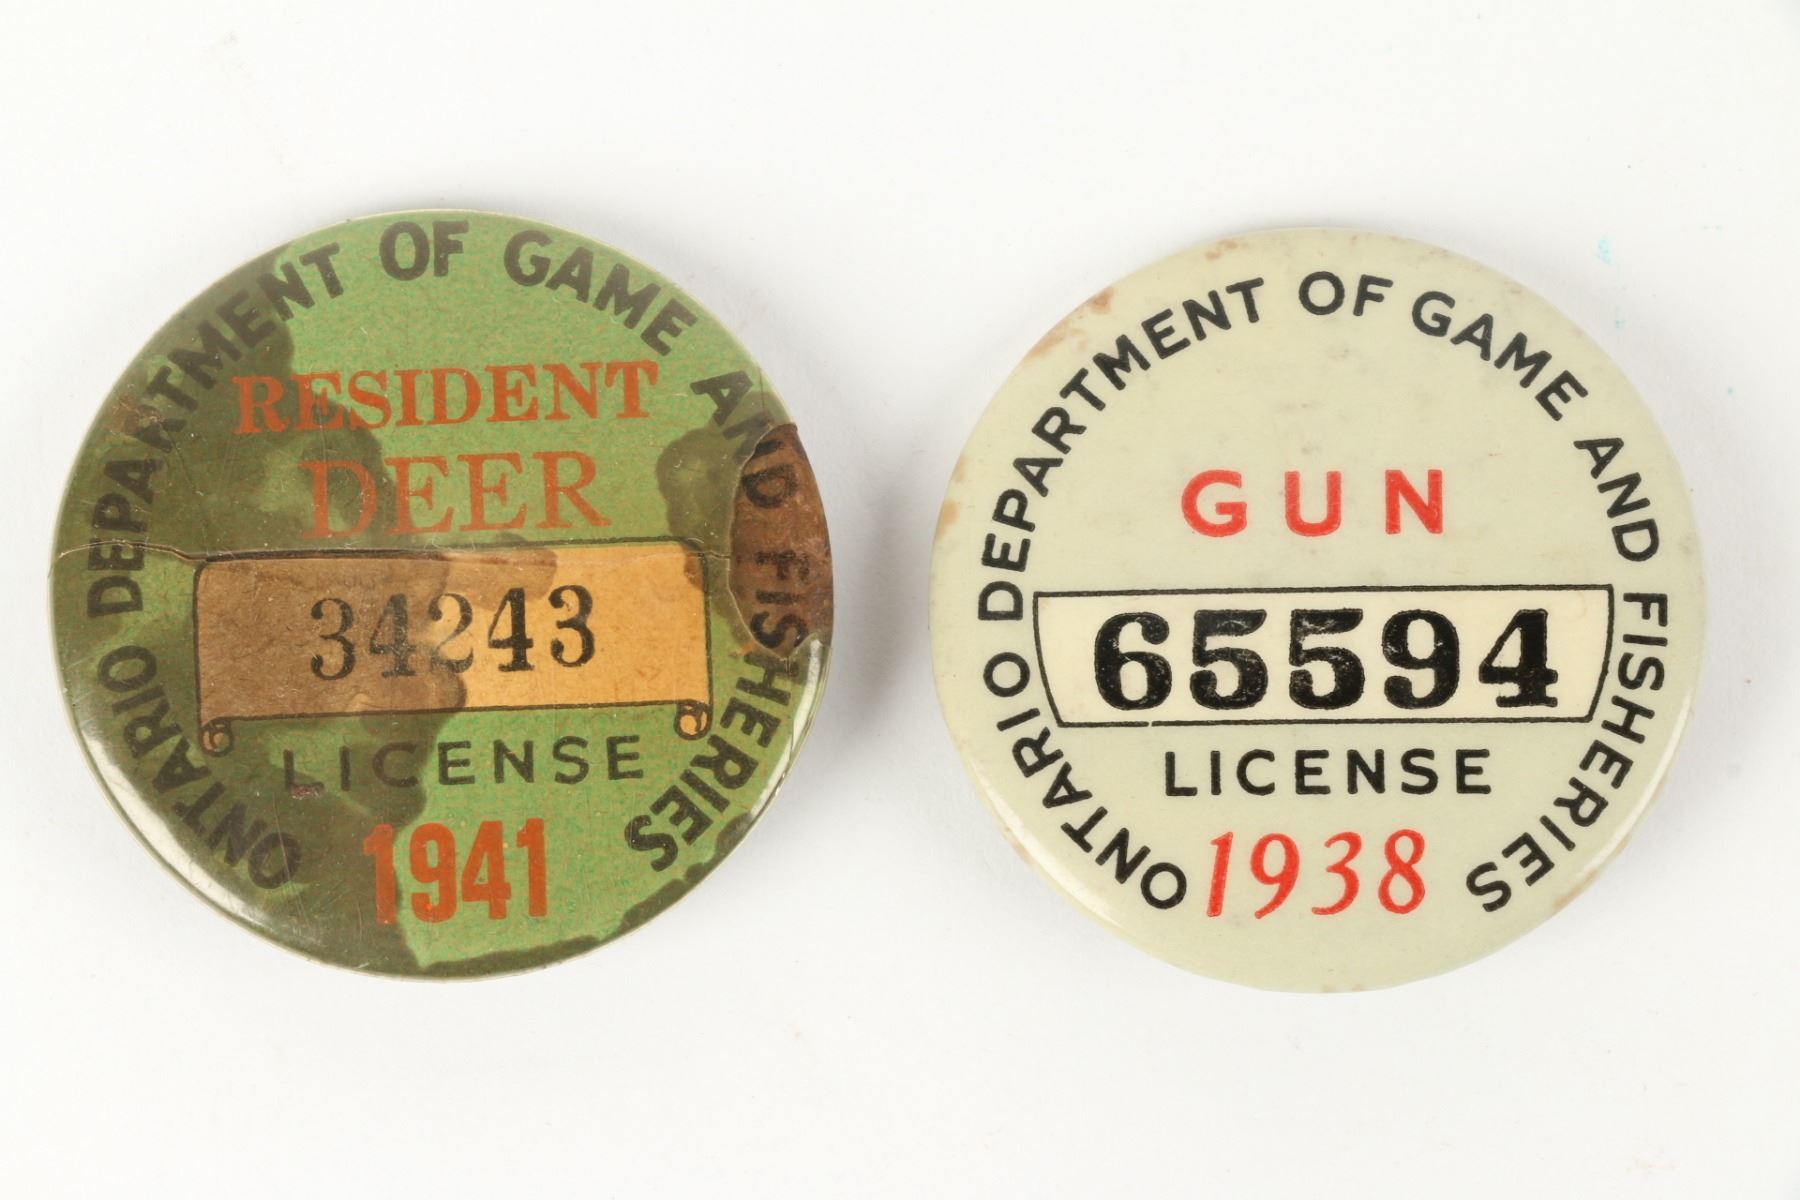 ONTARIO DEPARTMENT OF GAME AND FISHERIES
RESIDENT
DEER
34243
LICENSE
1941
ONTARIO DEPARTMENT OF GAME AND FISHERIES
GUN
65594
LICENSE
1938